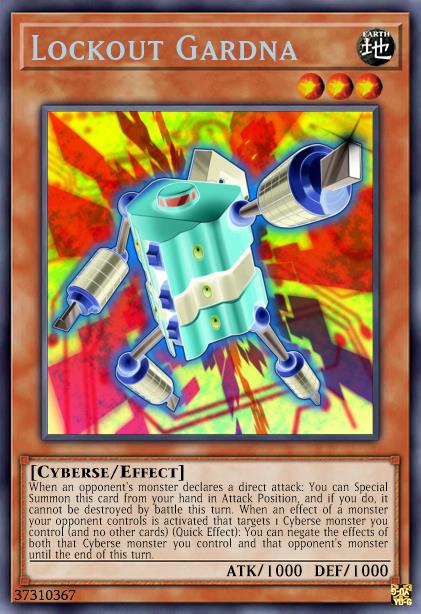 LOCKOUT GARDNA
EARTH
地
[CYBERSE/EFFECT]
When an opponent's monster declares a direct attack: You can Special
Summon this card from your hand in Attack Position, and if you do, it
cannot be destroyed by battle this turn. When an effect of a monster
your opponent controls is activated that targets 1 Cyberse monster you
control (and no other cards) (Quick Effect): You can negate the effects of
both that Cyberse monster you control and that opponent's monster
until the end of this turn.
ATK/1000 DEF/1000
37310367